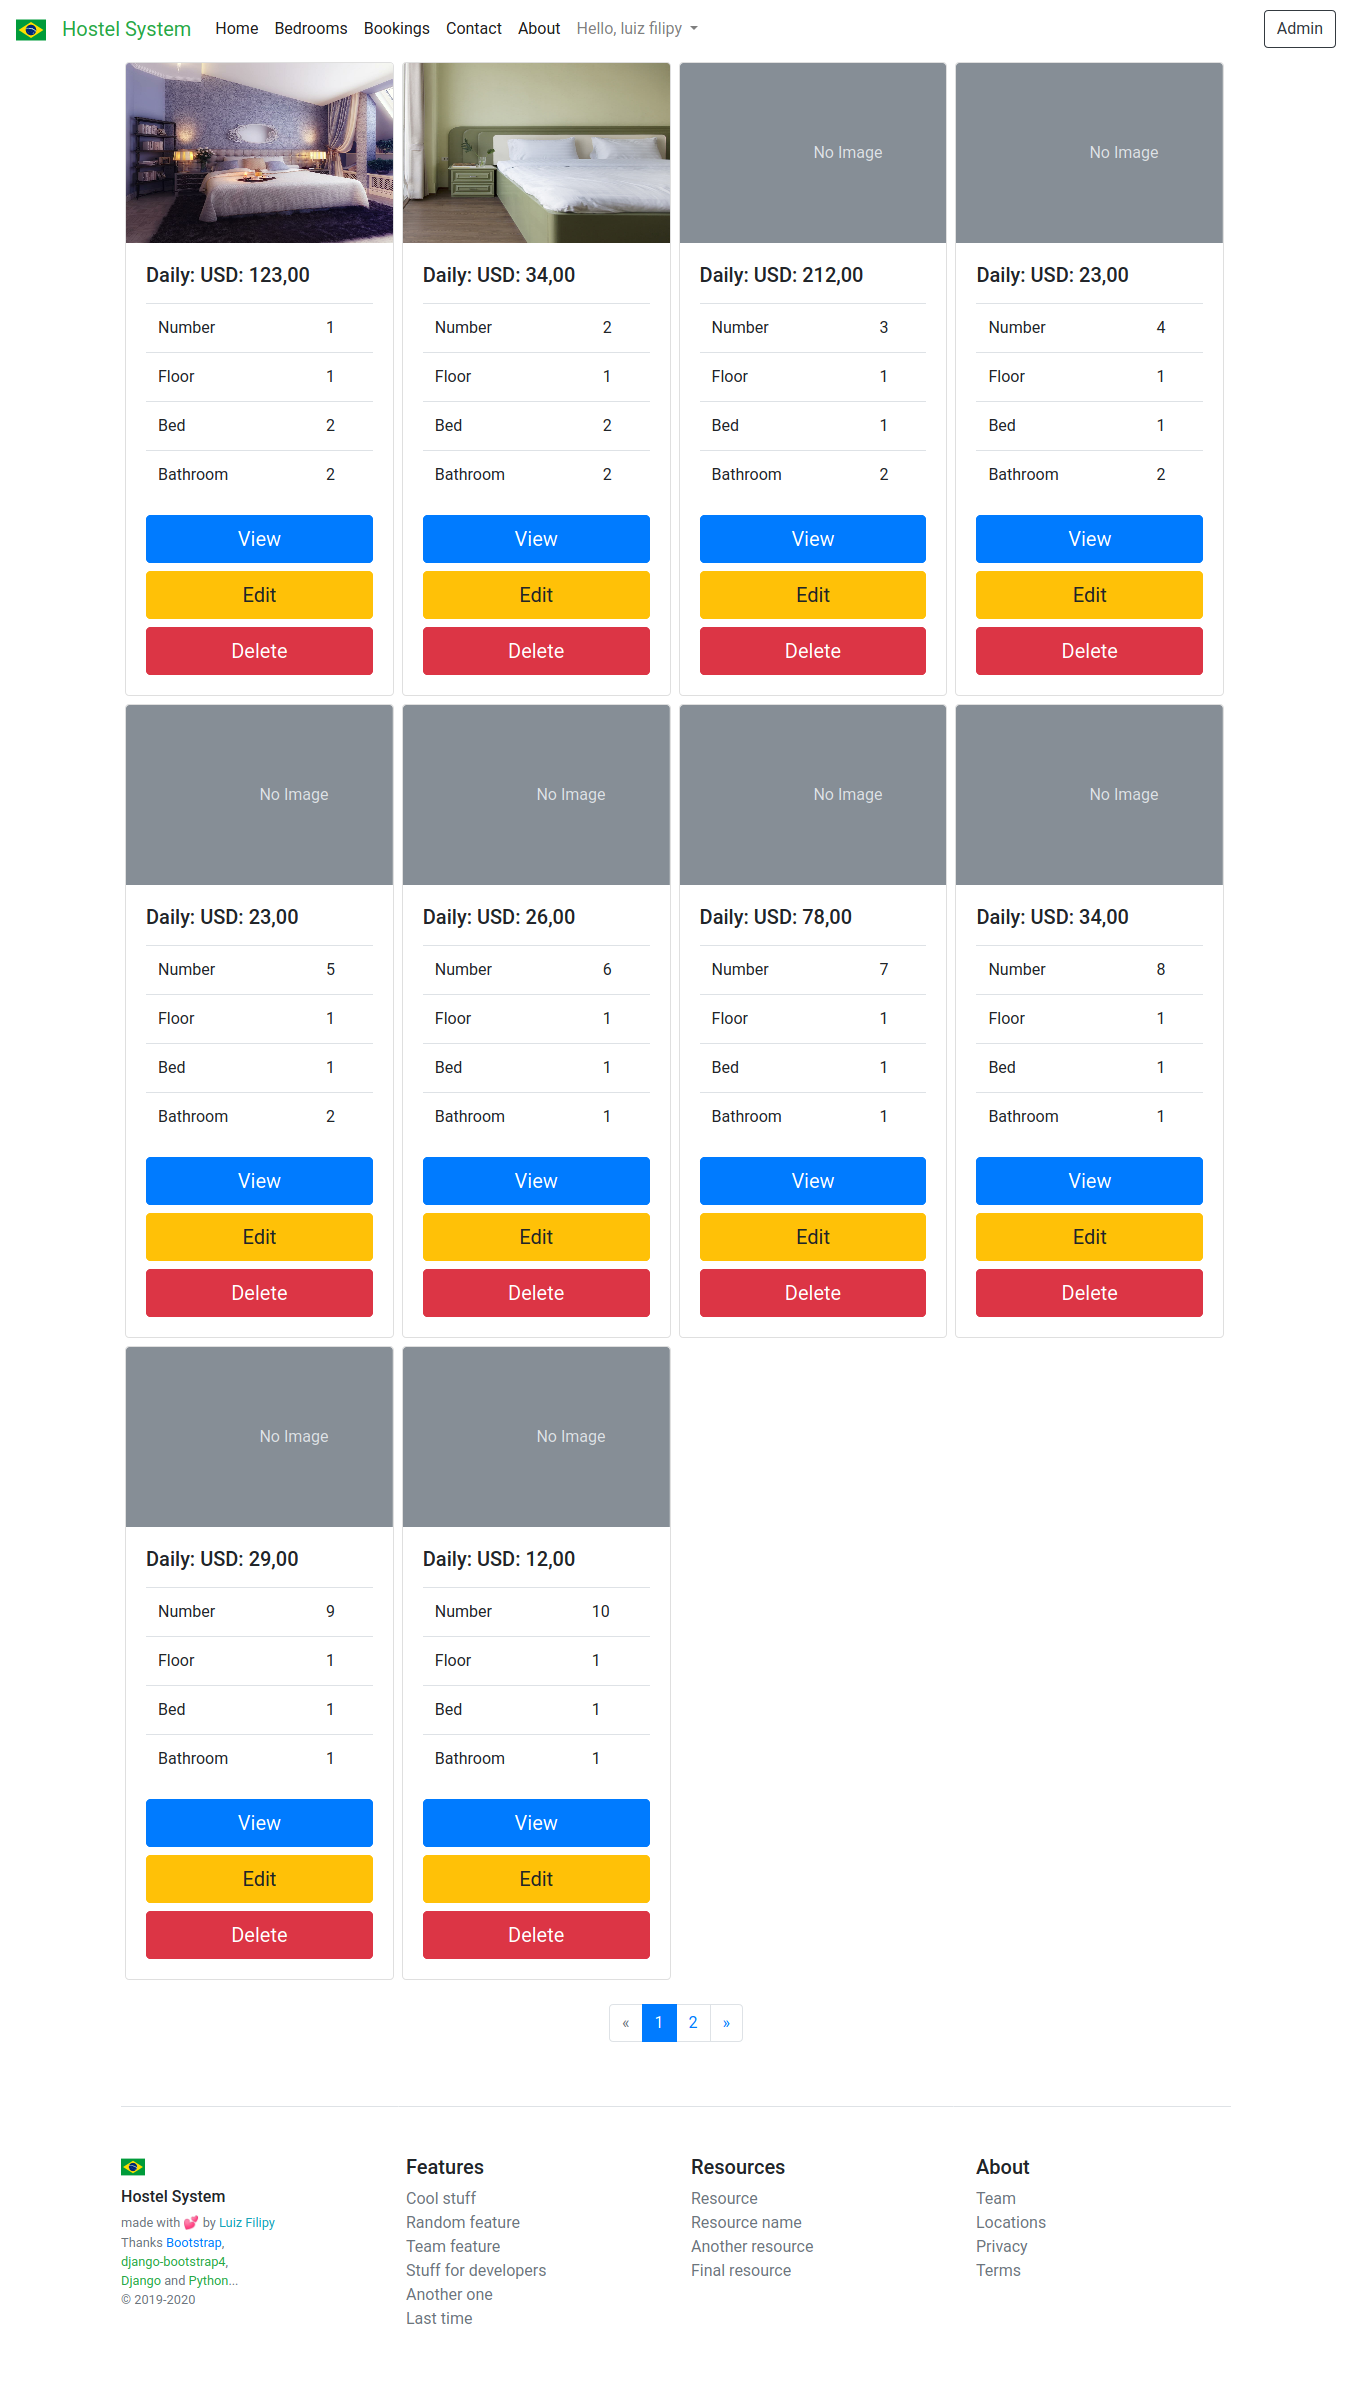 Hostel System Home Bedrooms Bookings Contact About Hello, luiz filipy Admin
No Image No Image
Daily: USD: 123,00 Daily: USD: 34,00 Daily: USD: 212,00 Daily: USD: 23,00
Number 1 Number 2 Number 3 Number 4
Floor 1 Floor 1 Floor 1 Floor 1
Bed 2 Bed 2 Bed 1 Bed 1
Bathroom 2 Bathroom 2 Bathroom 2 Bathroom 2
View View View View
Edit Edit Edit Edit
Delete Delete Delete Delete
No Image No Image No Image No Image
Daily: USD: 23,00 Daily: USD: 26,00 Daily: USD: 78,00 Daily: USD: 34,00
Number 5 Number 6 Number 7 Number 8
Floor 1 Floor 1 Floor 1 Floor 1
Bed 1 Bed 1 Bed 1 Bed 1
Bathroom 2 Bathroom 1 Bathroom 1 Bathroom 1
View View View View
Edit Edit Edit Edit
Delete Delete Delete Delete
No Image No Image
Daily: USD: 29,00 Daily: USD: 12,00
Number 9 Number 10
Floor 1 Floor 1
Bed 1 Bed 1
Bathroom 1 Bathroom 1
View View
Edit Edit
Delete Delete
« 1 2 »
Hostel System
made with 💕 by Luiz Filipy
Thanks Bootstrap,
django-bootstrap4,
Django and Python...
© 2019-2020
Features
Cool stuff
Random feature
Team feature
Stuff for developers
Another one
Last time
Resources
Resource
Resource name
Another resource
Final resource
About
Team
Locations
Privacy
Terms